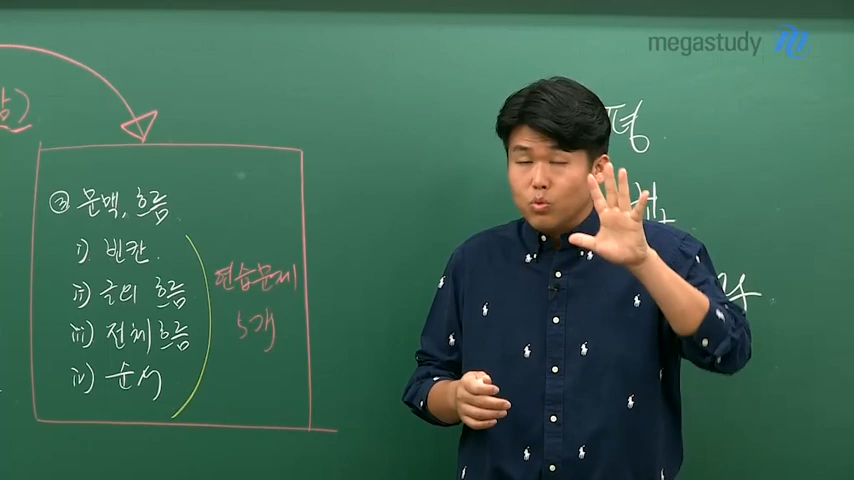 megastudy
③ 문맥, 흐름
ⅰ) 빈칸.
ⅱ) 글의 흐름
ⅲ) 전체 흐름
ⅳ) 순서
연습문제
5개
평